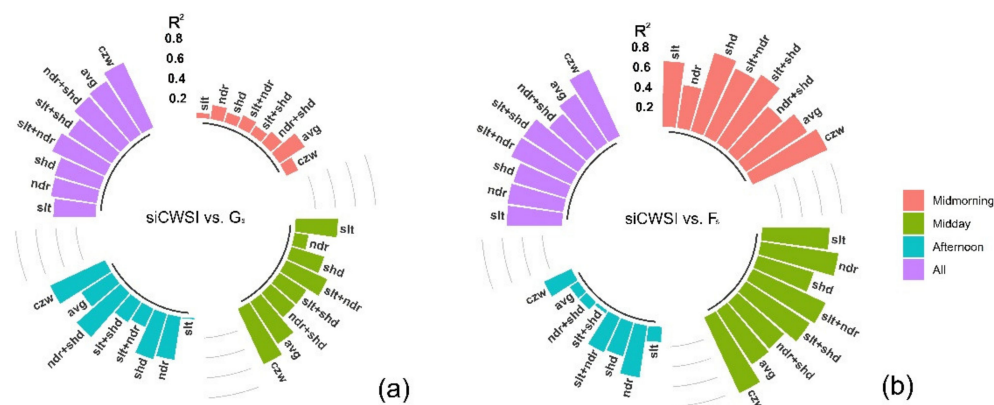 R²
0.8
0.6
0.4
0.2
slt
ndr
shd
slt+ndr
slt+shd
ndr+shd
avg
czw
slt
ndr
shd
slt+ndr
slt+shd
ndr+shd
avg
czw
slt
ndr
shd
slt+ndr
slt+shd
ndr+shd
avg
czw
slt
ndr
shd
slt+ndr
slt+shd
ndr+shd
avg
czw
siCWSI vs. Gₛ
(a)
R²
0.8
0.6
0.4
0.2
slt
ndr
shd
slt+ndr
slt+shd
ndr+shd
avg
czw
slt
ndr
shd
slt+ndr
slt+shd
ndr+shd
avg
czw
slt
ndr
shd
slt+ndr
slt+shd
ndr+shd
avg
czw
slt
ndr
shd
slt+ndr
slt+shd
ndr+shd
avg
czw
siCWSI vs. Fₛ
(b)
Midmorning
Midday
Afternoon
All